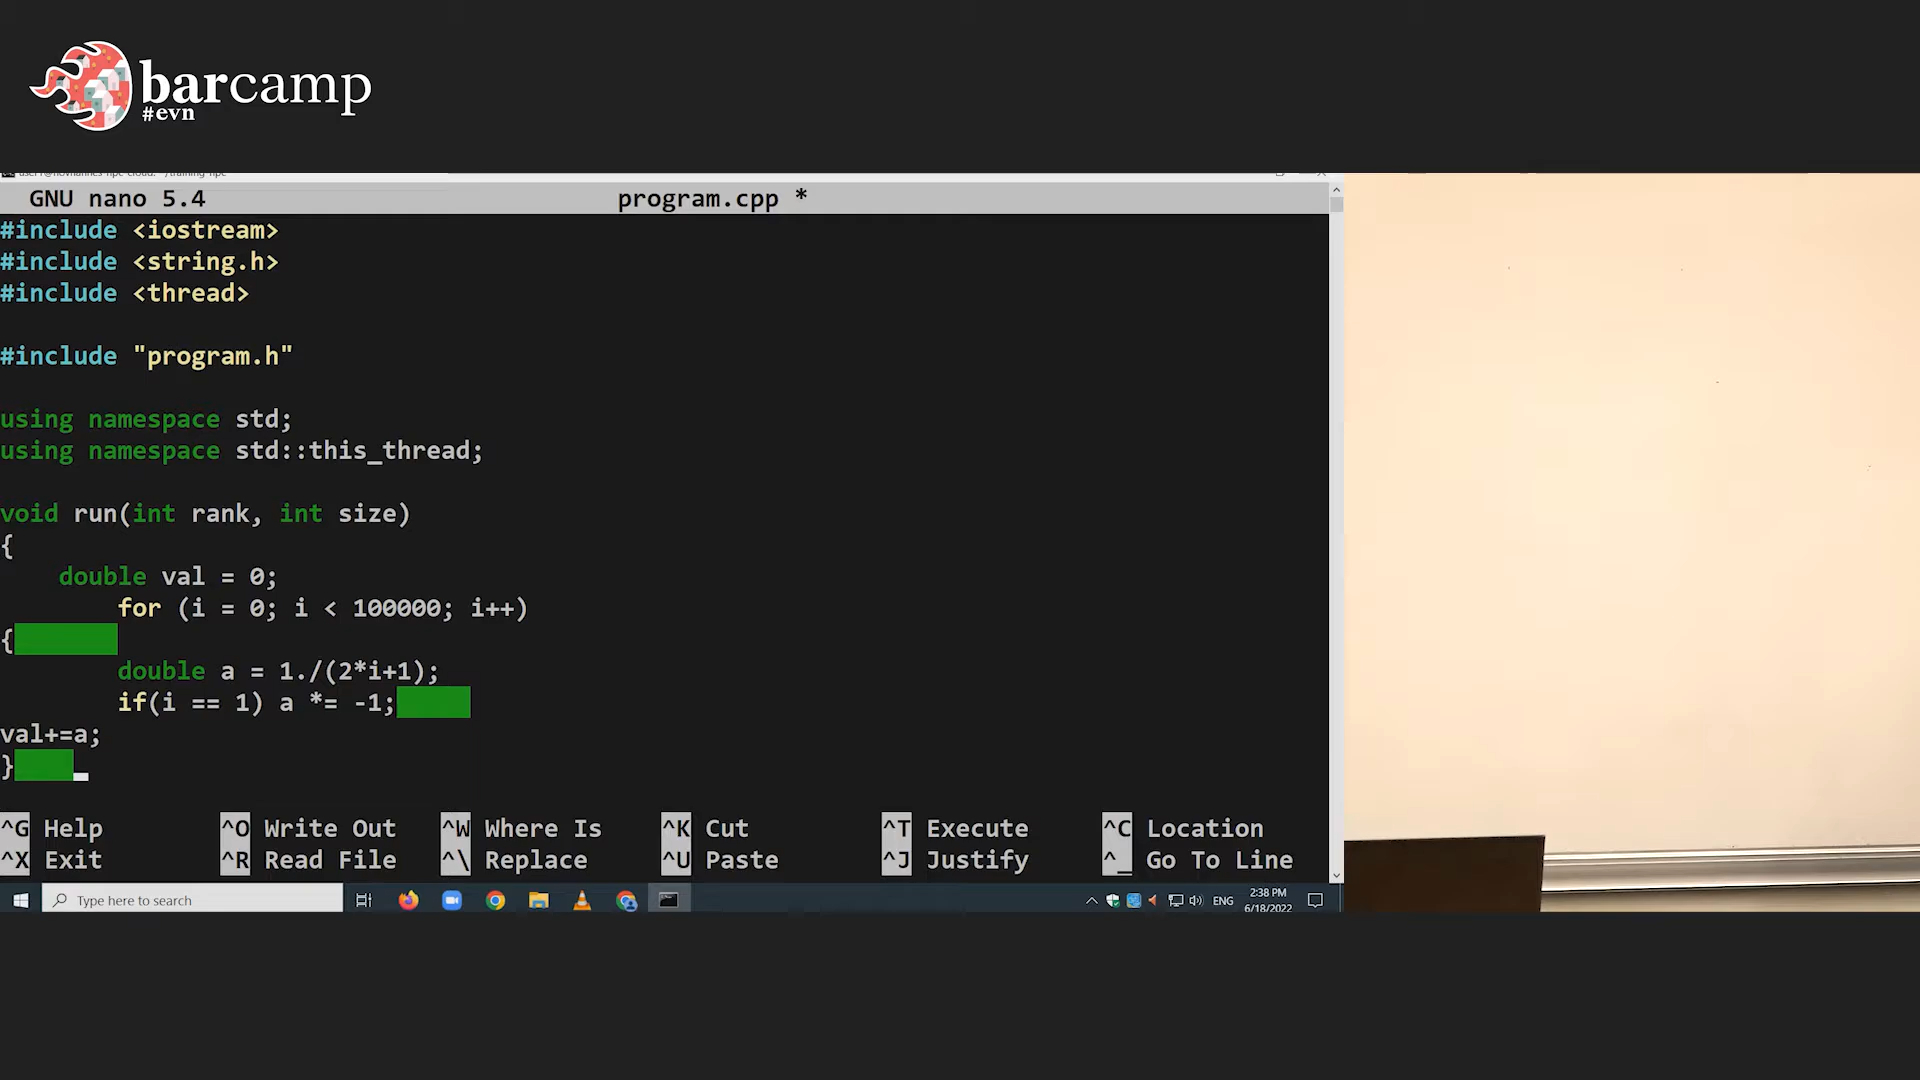 barcamp
#evn
GNU nano 5.4 program.cpp *
#include <iostream>
#include <string.h>
#include <thread>
#include "program.h"
using namespace std;
using namespace std::this_thread;
void run(int rank, int size)
{
double val = 0;
for (i = 0; i < 100000; i++)
{
double a = 1./(2*i+1);
if(i == 1) a *= -1;
val+=a;
}
^G Help ^O Write Out ^W Where Is ^K Cut ^T Execute ^C Location
^X Exit ^R Read File ^\ Replace ^U Paste ^J Justify ^_ Go To Line
Type here to search
ENG
2:38 PM
6/18/2022